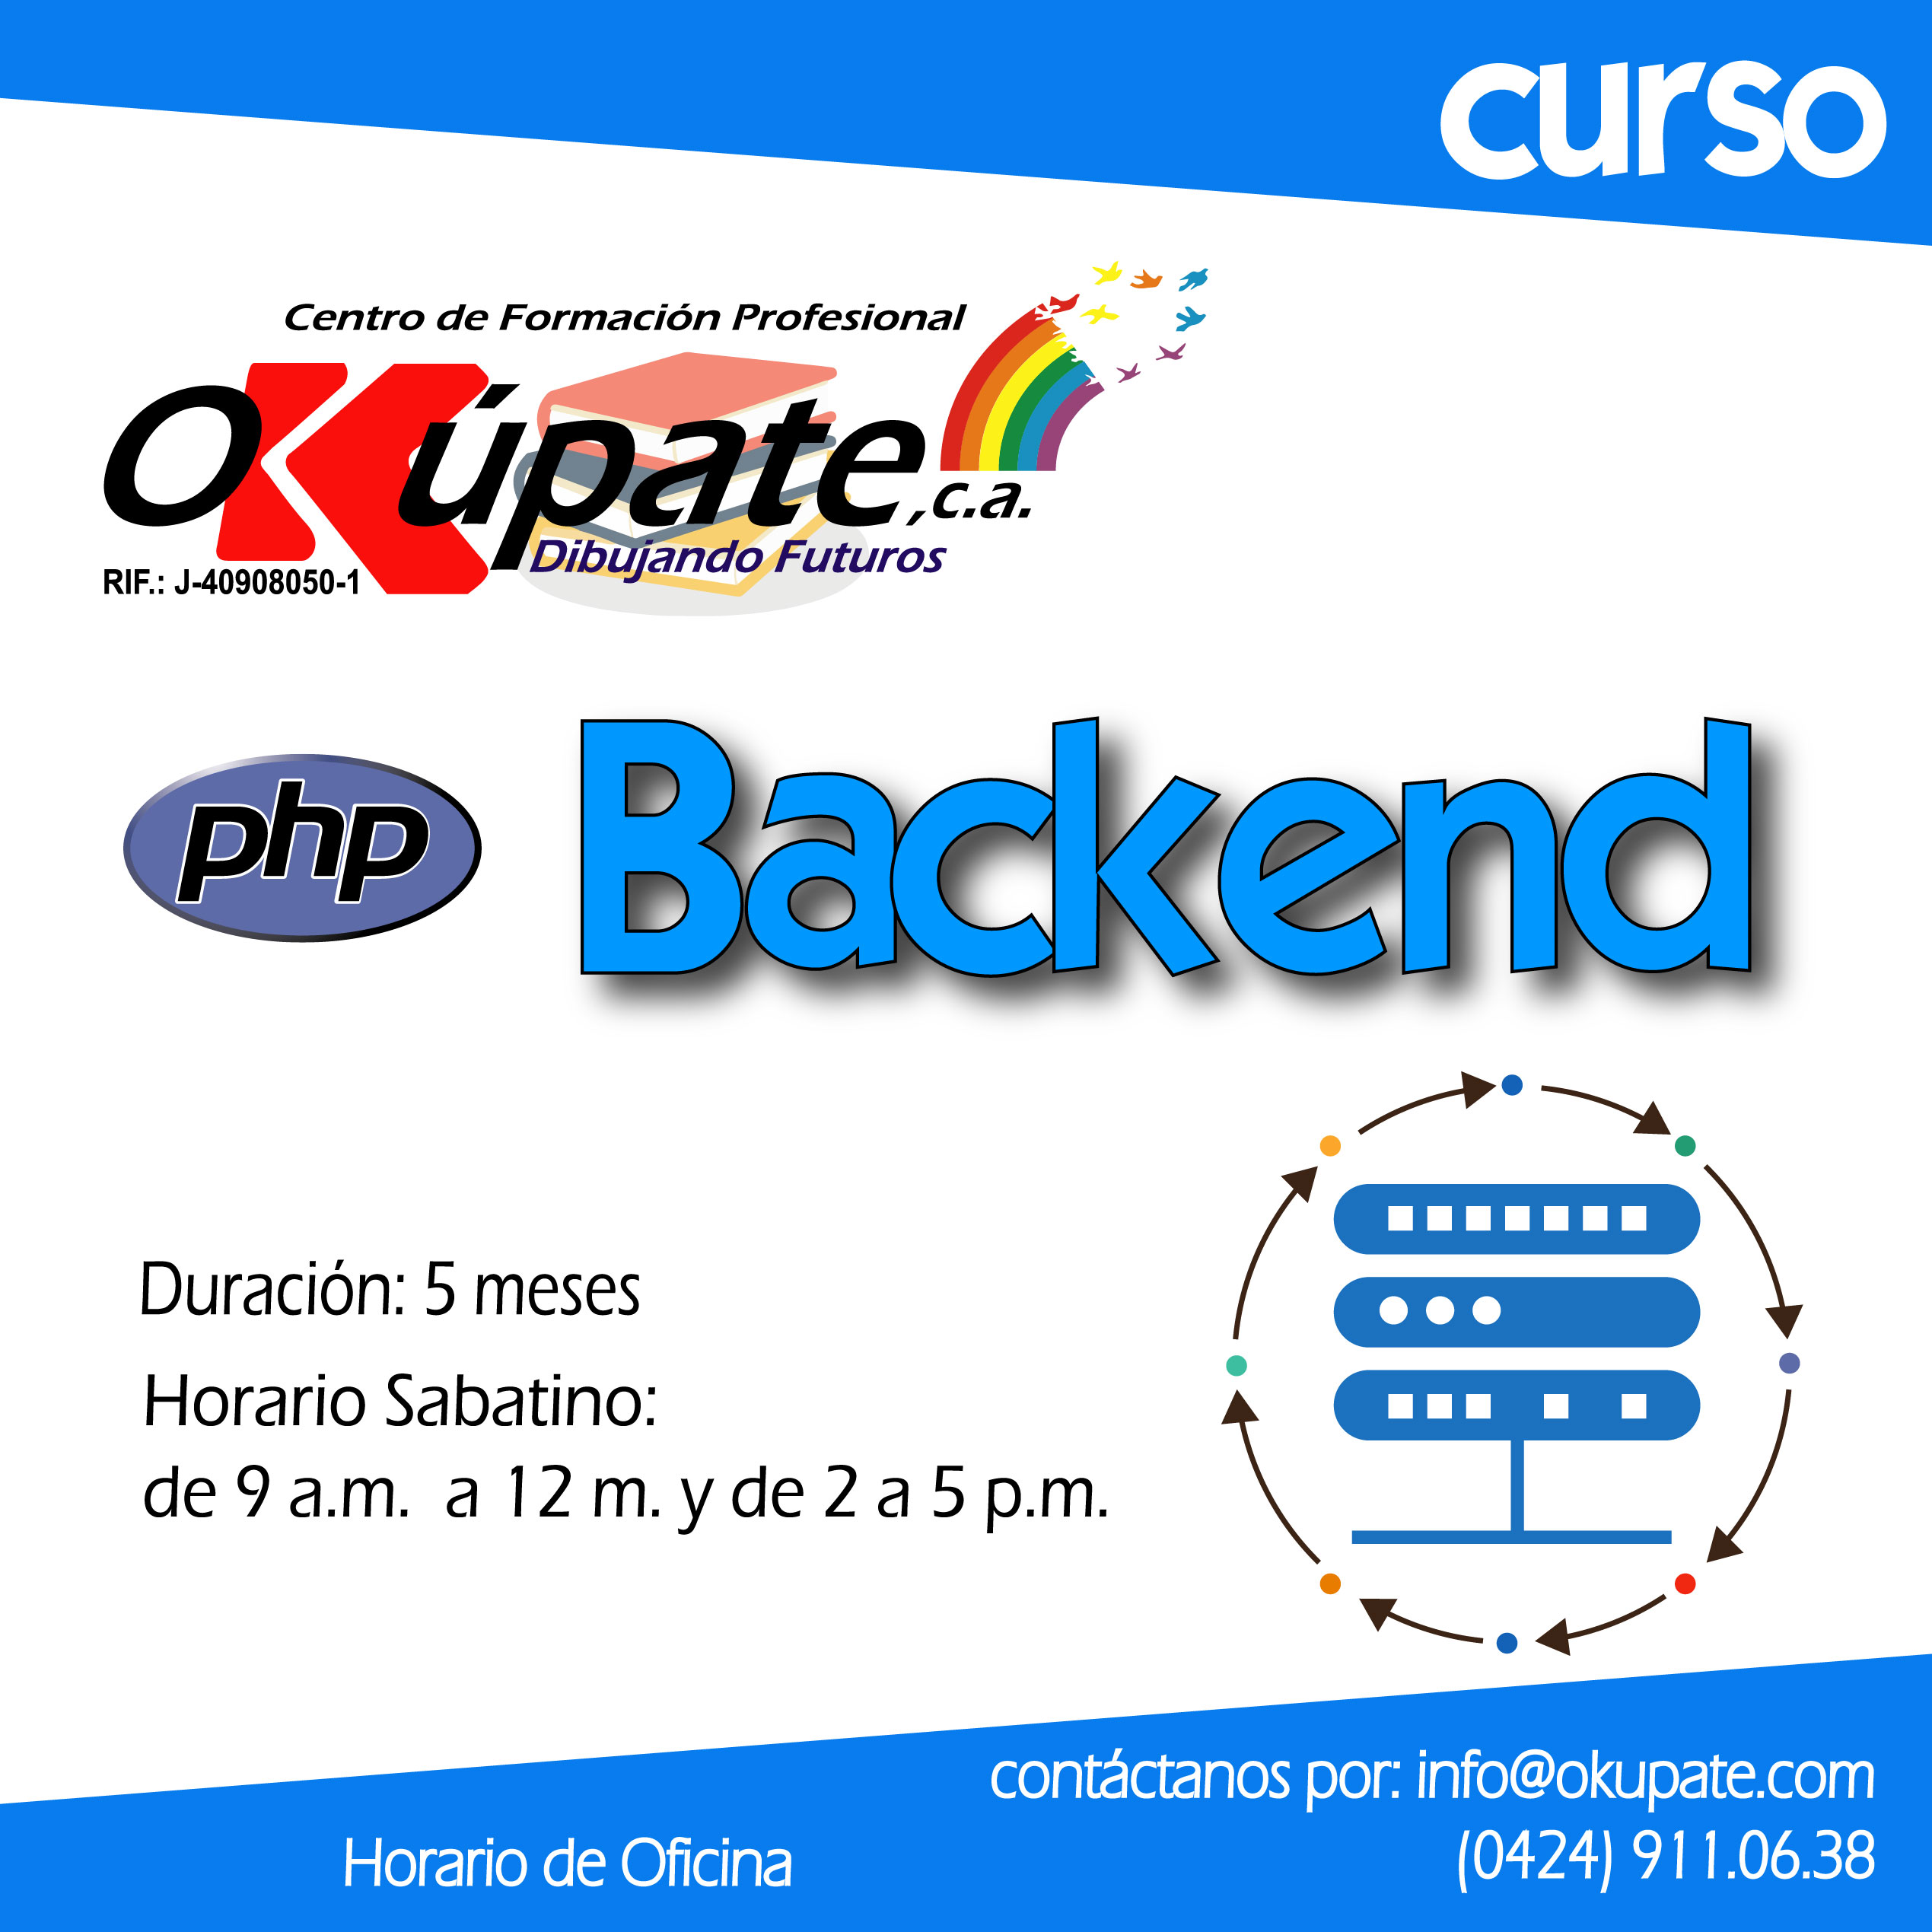 curso
Centro de Formación Profesional
oKúpate,c.a.
Dibujando Futuros
RIF.: J-40908050-1
php
Backend
Duración: 5 meses
Horario Sabatino:
de 9 a.m. a 12 m. y de 2 a 5 p.m.
contáctanos por: info@okupate.com
(0424) 911.06.38
Horario de Oficina